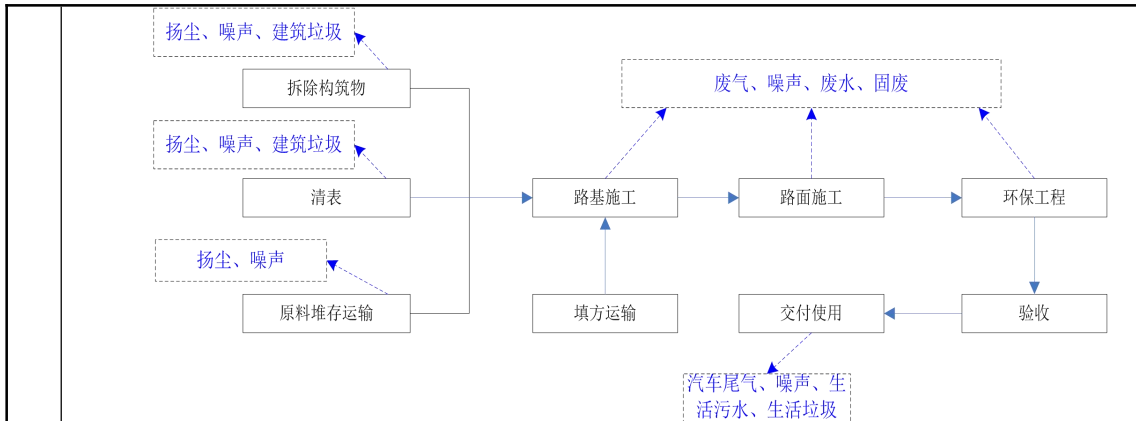 扬尘、噪声、建筑垃圾
拆除构筑物
废气、噪声、废水、固废
扬尘、噪声、建筑垃圾
清表
路基施工
路面施工
环保工程
扬尘、噪声
原料堆存运输
填方运输
交付使用
验收
汽车尾气、噪声、生
活污水、生活垃圾